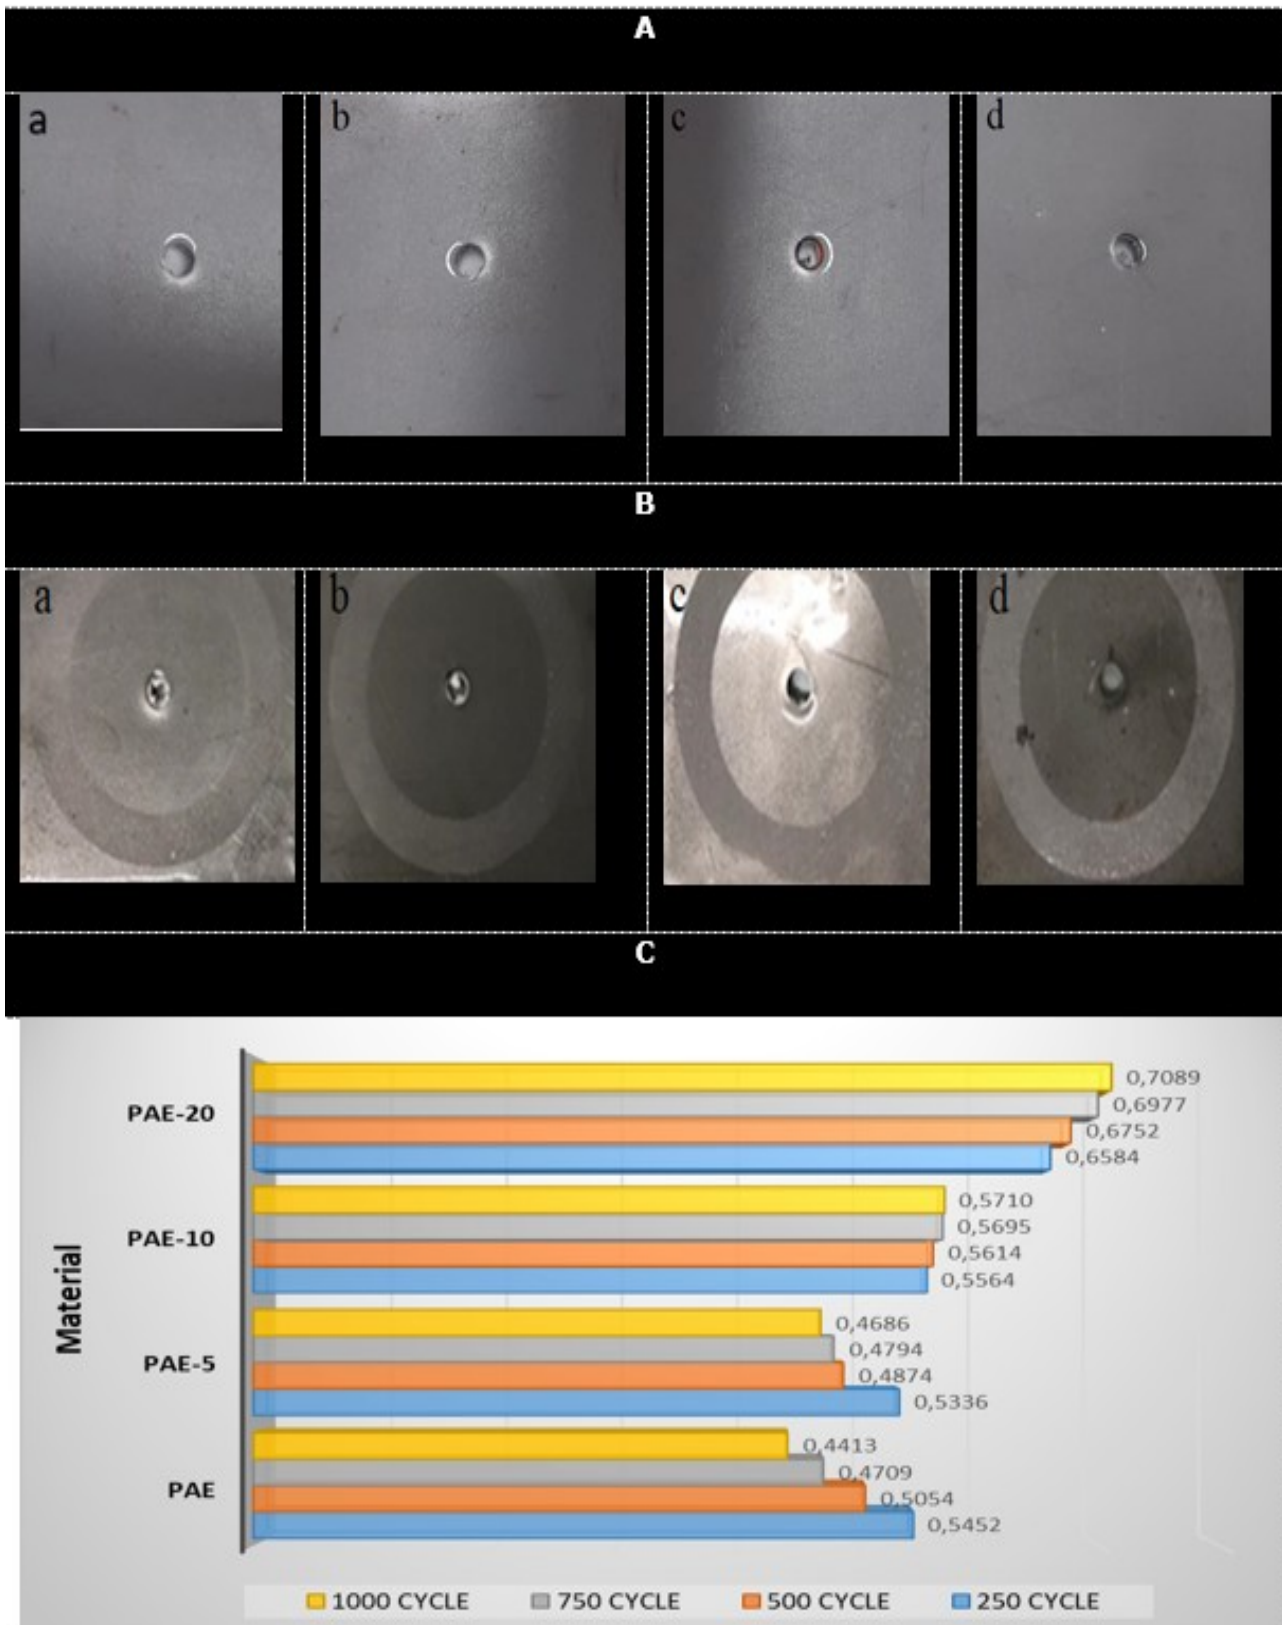 A
a
b
c
d
B
a
b
c
d
C
Material
PAE-20
0,7089
0,6977
0,6752
0,6584
PAE-10
0,5710
0,5695
0,5614
0,5564
PAE-5
0,4686
0,4794
0,4874
0,5336
PAE
0,4413
0,4709
0,5054
0,5452
1000 CYCLE 750 CYCLE 500 CYCLE 250 CYCLE